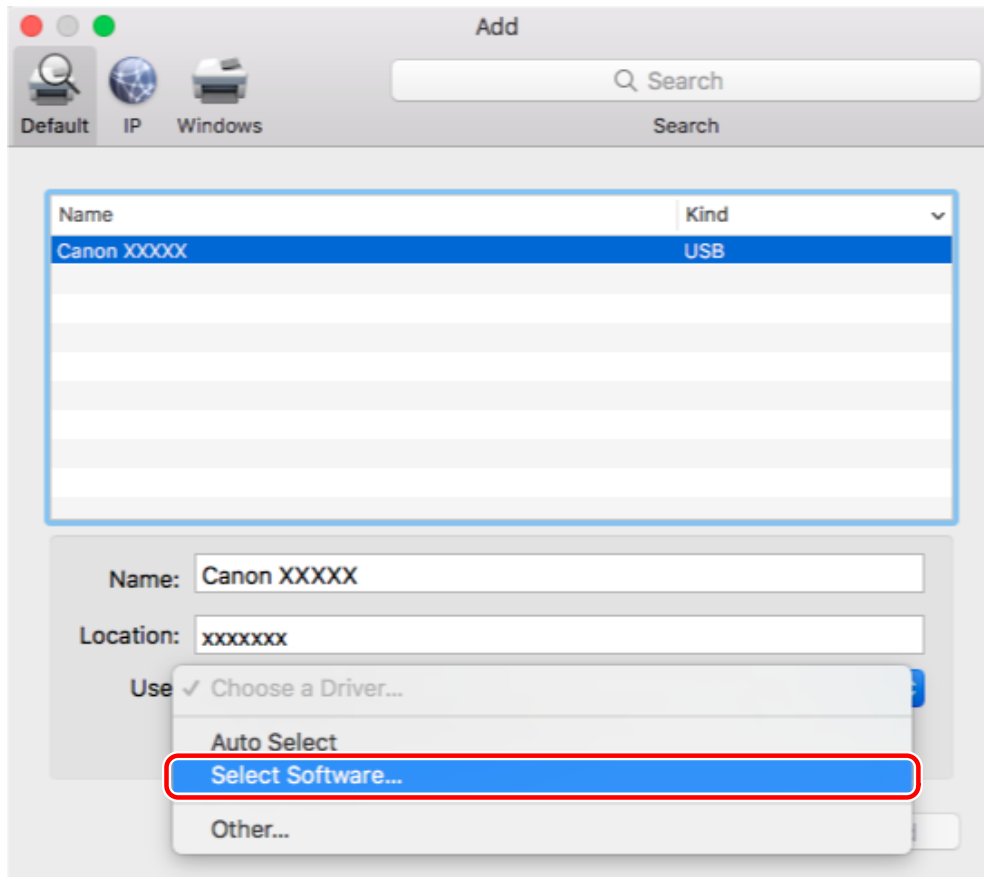 Add
Search
Default IP Windows Search
Name Kind
Canon XXXXX USB
Name: Canon XXXXX
Location: xxxxxxx
Use ✓ Choose a Driver...
Auto Select
Select Software...
Other...